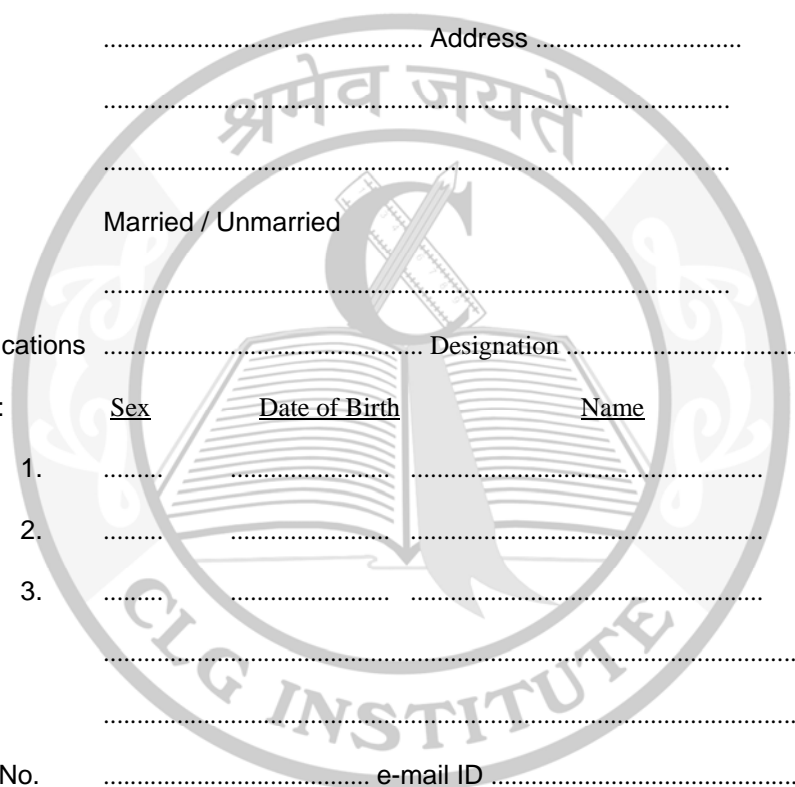 ................................................ Address ...............................
श्रमेव जयते
..............................................................................................
..............................................................................................
Married / Unmarried
..............................................................................................
cations ................................................ Designation ...................................
: Sex Date of Birth Name
1. ......... ........................ .....................................................
2. ......... ........................ .....................................................
3. ......... ........................ .....................................................
........................................................................................................
........................................................................................................
CLG INSTITUTE
No. ........................................ e-mail ID ..............................................